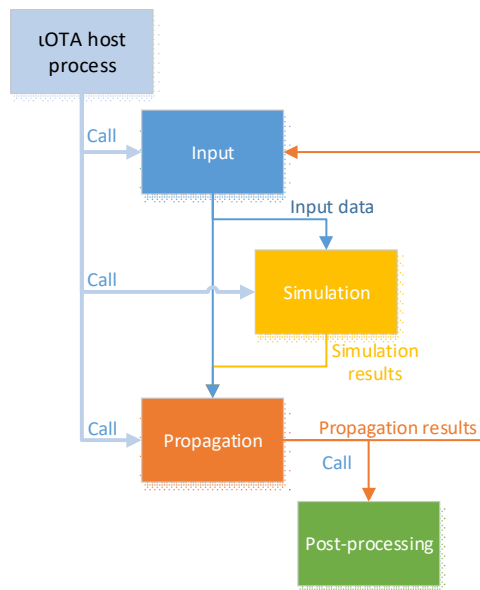 ιOTA host
process
Call
Input
Input data
Call
Simulation
Simulation
results
Call
Propagation
Propagation results
Call
Post-processing